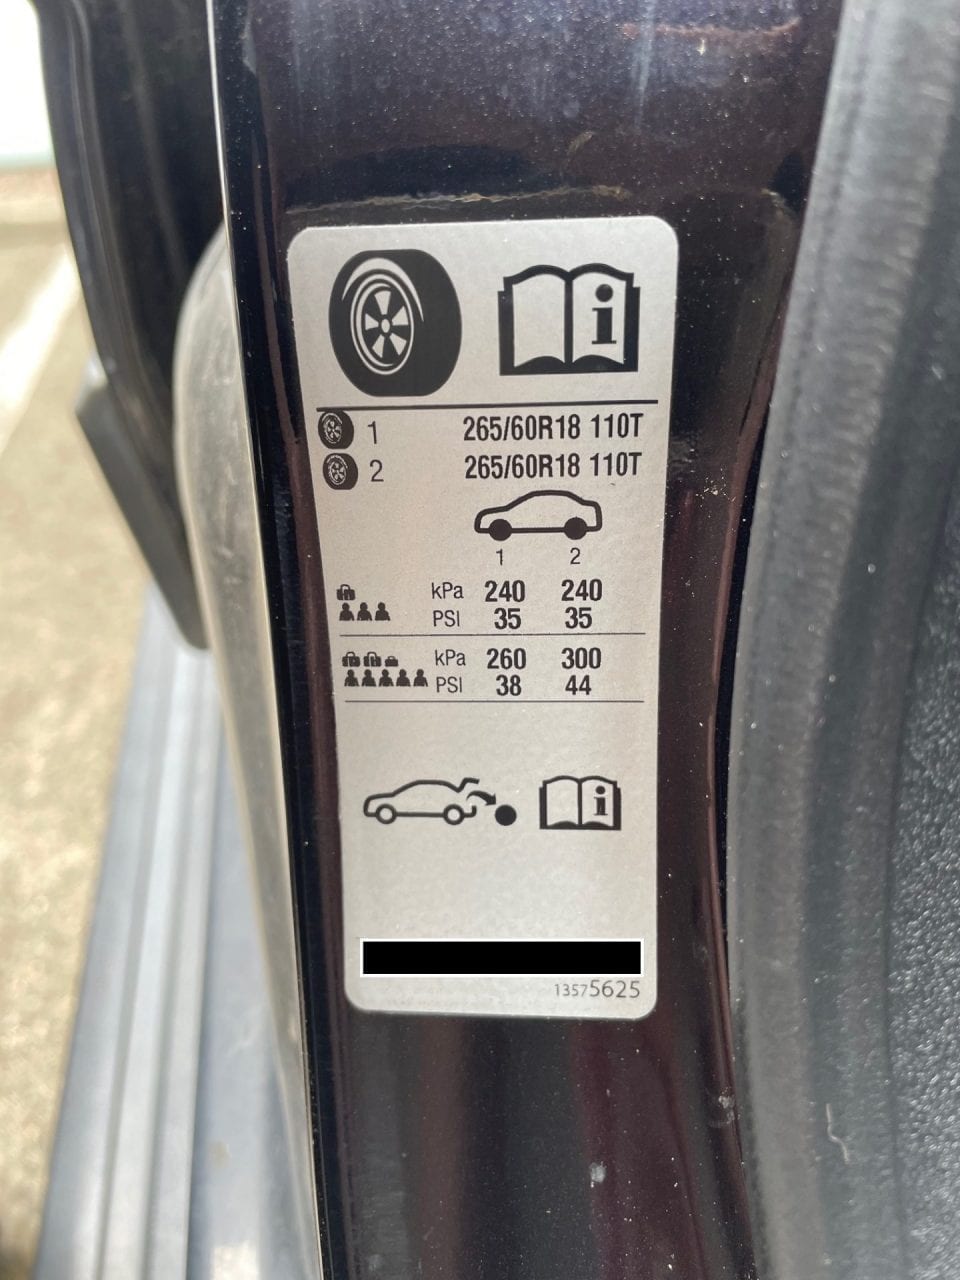 i
1 265/60R18 110T
2 265/60R18 110T
1 2
kPa 240 240
PSI 35 35
kPa 260 300
PSI 38 44
i
13575625